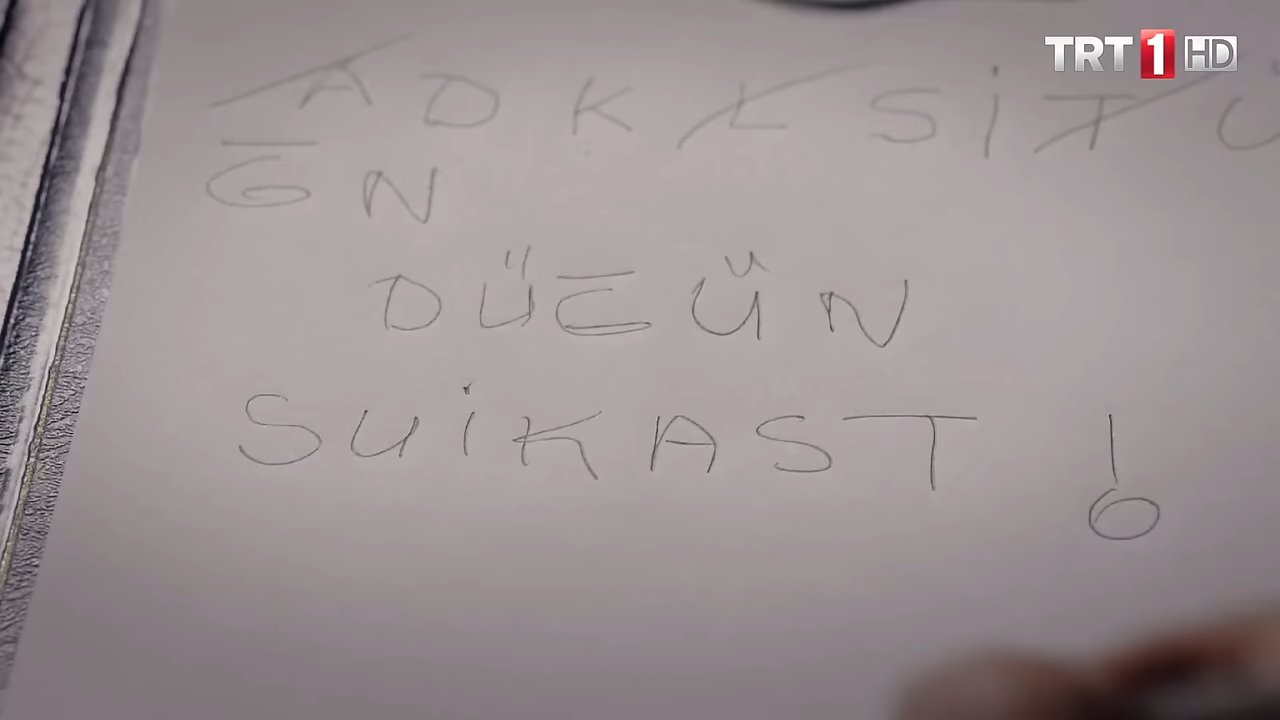 TRT 1 HD
A D K L S İ T Ü
Ğ N
DÜĞÜN
SUİKAST !